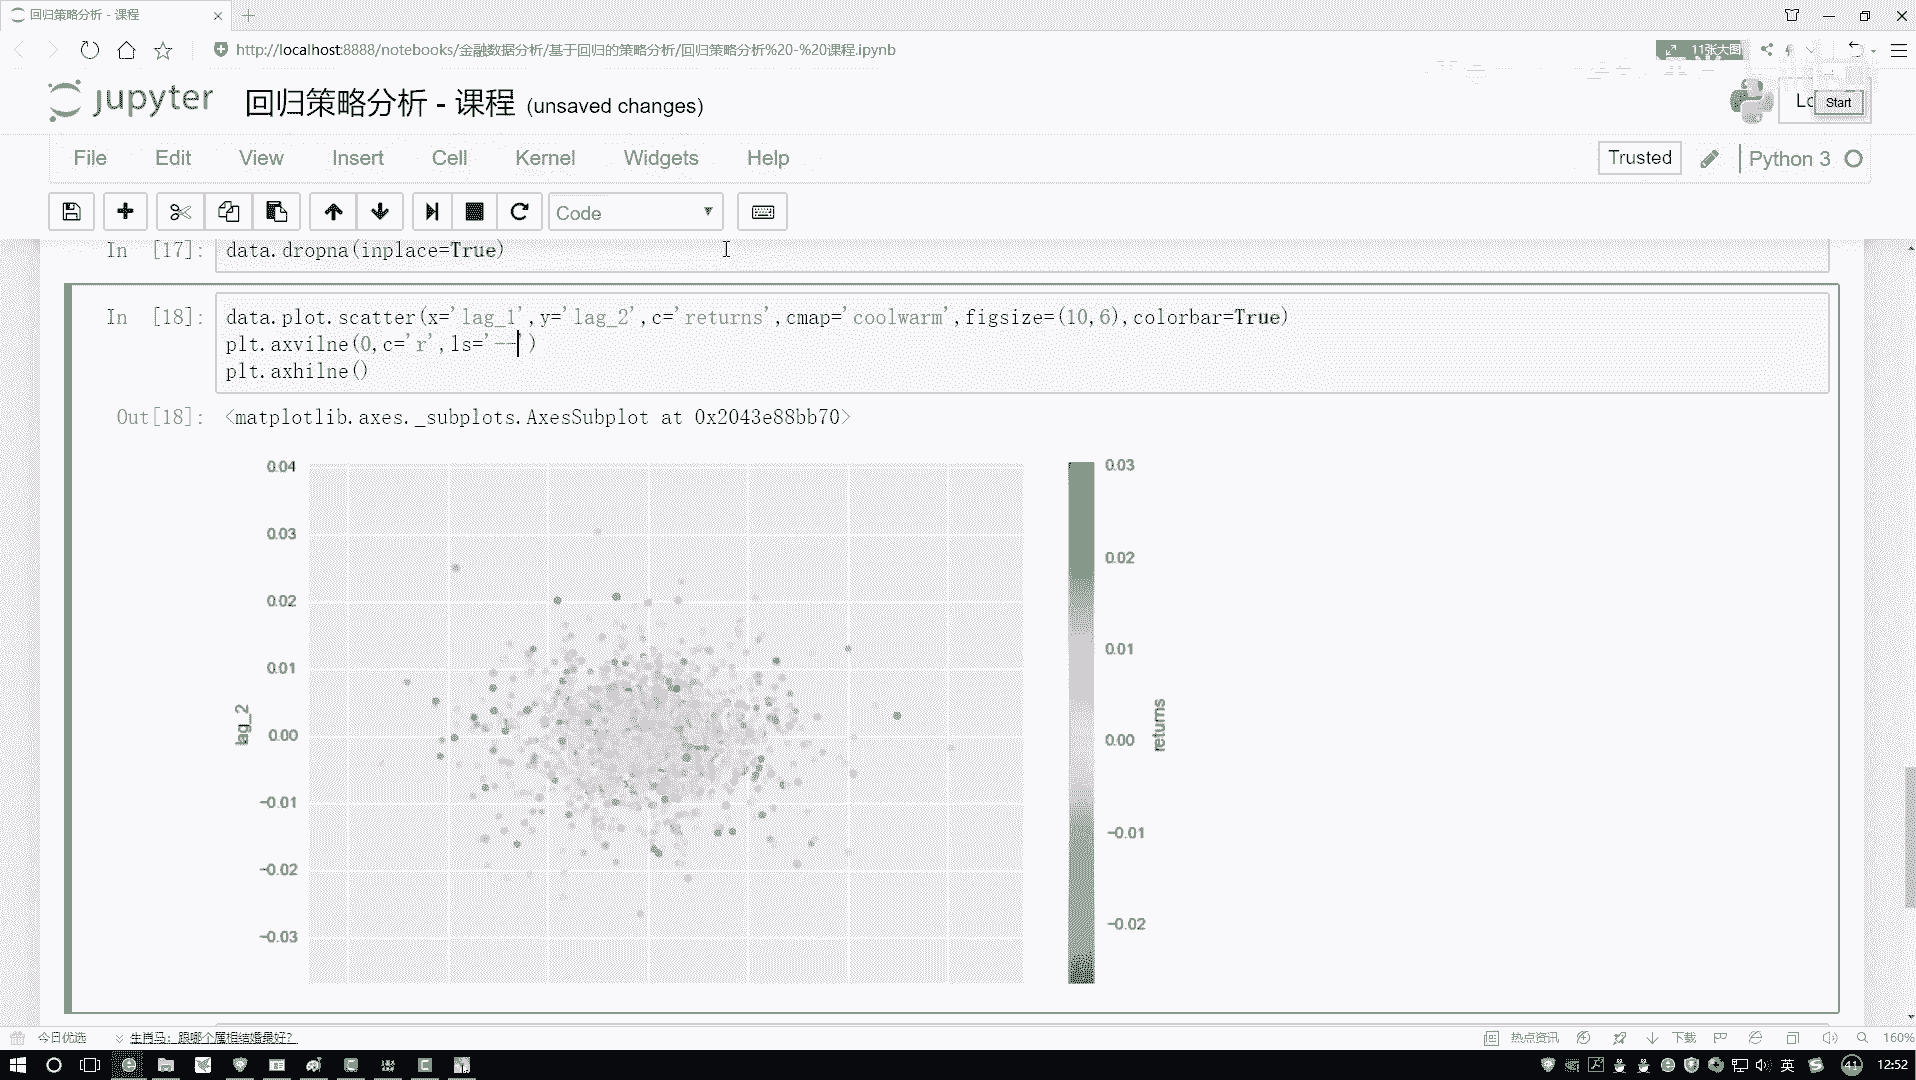 回归策略分析 - 课程
http://localhost:8888/notebooks/金融数据分析/基于回归的策略分析/回归策略分析%20-%20课程.ipynb
11张大图
jupyter 回归策略分析 - 课程 (unsaved changes)
Start
File Edit View Insert Cell Kernel Widgets Help
Trusted
Python 3
Code
In [17]: data.dropna(inplace=True)
In [18]: data.plot.scatter(x='lag_1',y='lag_2',c='returns',cmap='coolwarm',figsize=(10,6),colorbar=True)
plt.axvilne(0,c='r',ls='--')
plt.axhilne()
Out[18]: <matplotlib.axes._subplots.AxesSubplot at 0x2043e88bb70>
0.04
0.03
0.02
0.01
0.00
-0.01
-0.02
-0.03
lag_2
0.03
0.02
0.01
0.00
-0.01
-0.02
returns
今日优选
生肖马：跟哪个属相结婚最好？
热点资讯
下载
160%
英
41
12:52